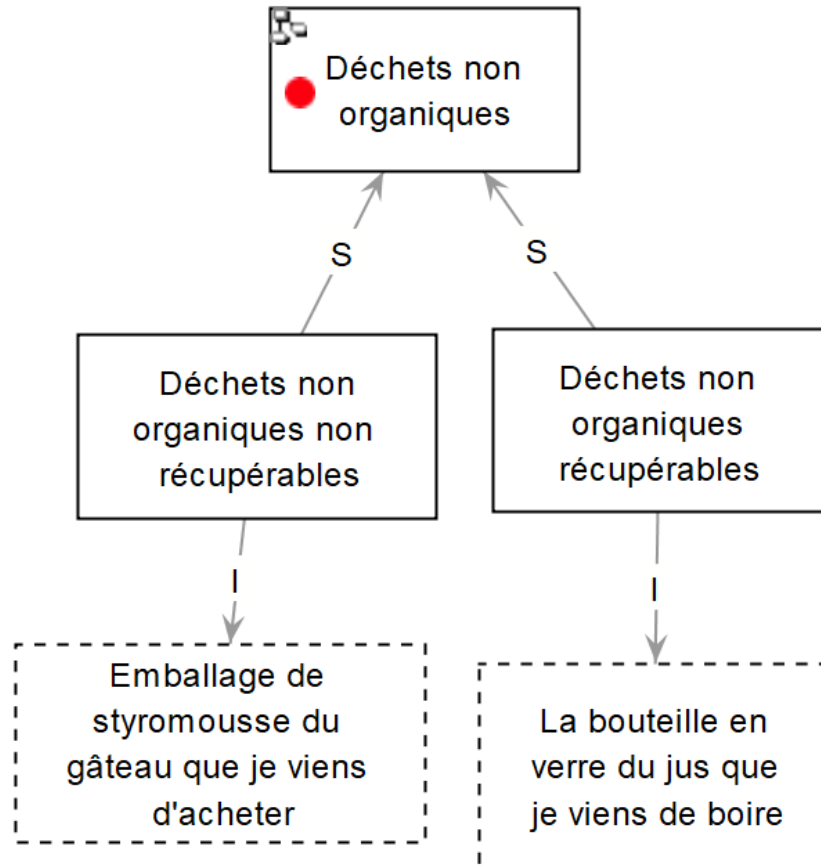 Déchets non
organiques
S
S
Déchets non
organiques non
récupérables
Déchets non
organiques
récupérables
I
I
Emballage de
styromousse du
gâteau que je viens
d'acheter
La bouteille en
verre du jus que
je viens de boire